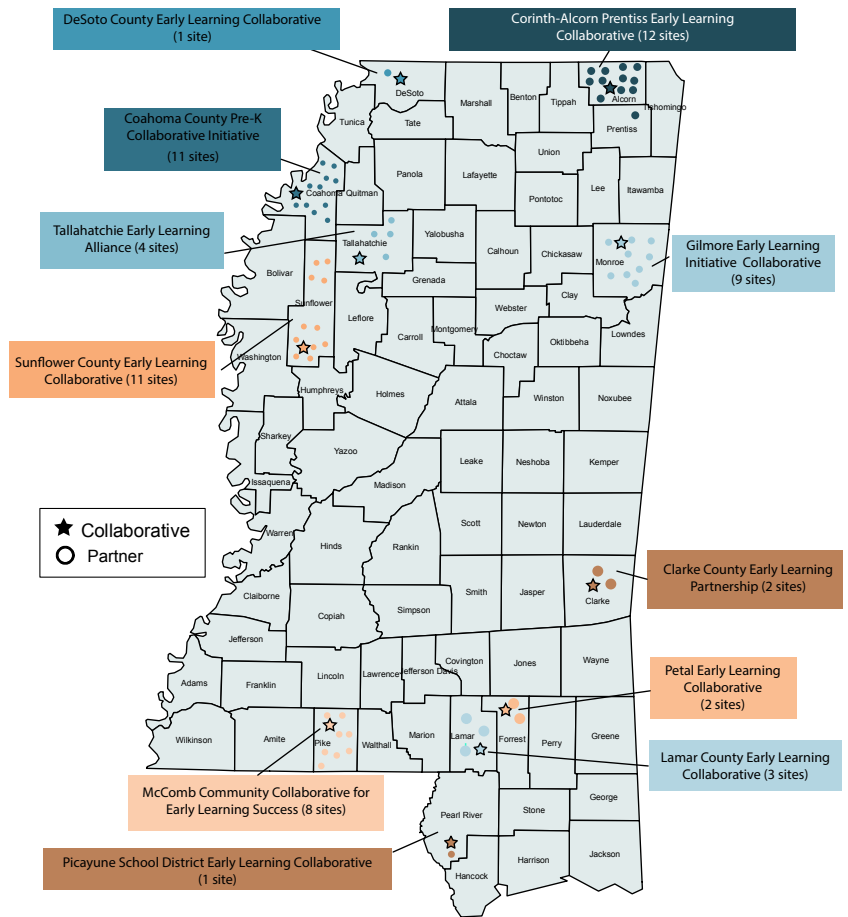 DeSoto County Early Learning Collaborative
(1 site)
Corinth-Alcorn Prentiss Early Learning
Collaborative (12 sites)
Coahoma County Pre-K
Collaborative Initiative
(11 sites)
Tallahatchie Early Learning
Alliance (4 sites)
Gilmore Early Learning
Initiative Collaborative
(9 sites)
Sunflower County Early Learning
Collaborative (11 sites)
Collaborative
Partner
Clarke County Early Learning
Partnership (2 sites)
Petal Early Learning
Collaborative
(2 sites)
Lamar County Early Learning
Collaborative (3 sites)
McComb Community Collaborative for
Early Learning Success (8 sites)
Picayune School District Early Learning Collaborative
(1 site)
DeSoto
Marshall
Benton
Tippah
Alcorn
Tishomingo
Tunica
Tate
Prentiss
Union
Panola
Lafayette
Coahoma
Quitman
Pontotoc
Lee
Itawamba
Tallahatchie
Yalobusha
Calhoun
Chickasaw
Monroe
Bolivar
Grenada
Sunflower
Leflore
Clay
Webster
Carroll
Montgomery
Lowndes
Oktibbeha
Choctaw
Washington
Humphreys
Holmes
Attala
Winston
Noxubee
Sharkey
Yazoo
Leake
Neshoba
Kemper
Issaquena
Madison
Scott
Newton
Lauderdale
Warren
Hinds
Rankin
Claiborne
Copiah
Simpson
Smith
Jasper
Clarke
Jefferson
Adams
Franklin
Lincoln
Lawrence
Jefferson Davis
Covington
Jones
Wayne
Wilkinson
Amite
Pike
Walthall
Marion
Lamar
Forrest
Perry
Greene
Pearl River
Stone
George
Hancock
Harrison
Jackson